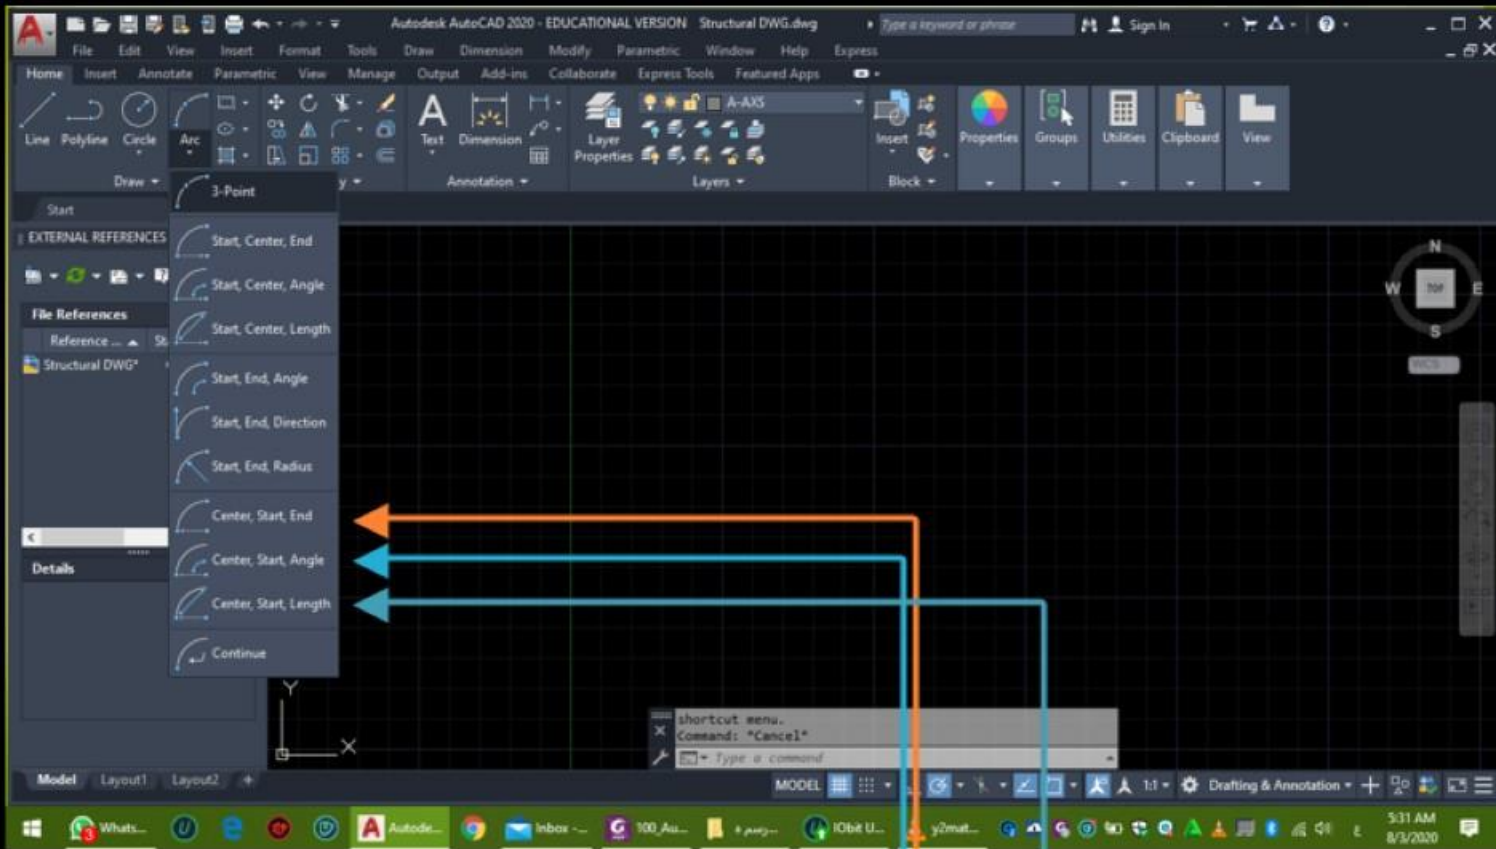 Autodesk AutoCAD 2020 - EDUCATIONAL VERSION Structural DWG.dwg Type a keyword or phrase Sign In
File Edit View Insert Format Tools Draw Dimension Modify Parametric Window Help Express
Home Insert Annotate Parametric View Manage Output Add-ins Collaborate Express Tools Featured Apps
A-AXS
Line Polyline Circle Arc Text Dimension Layer Properties Insert Properties Groups Utilities Clipboard View
Draw Annotation Layers Block
Start
EXTERNAL REFERENCES
File References
Reference ...
Structural DWG*
Details
3-Point
Start, Center, End
Start, Center, Angle
Start, Center, Length
Start, End, Angle
Start, End, Direction
Start, End, Radius
Center, Start, End
Center, Start, Angle
Center, Start, Length
Continue
N
W TOP E
S
WCS
Y
X
shortcut menu.
Command: *Cancel*
Type a command
Model Layout1 Layout2 +
MODEL 1:1 Drafting & Annotation
3 Whats... Autode... Inbox -... 100_Au... IObit U... y2mat... 5:31 AM
8/3/2020